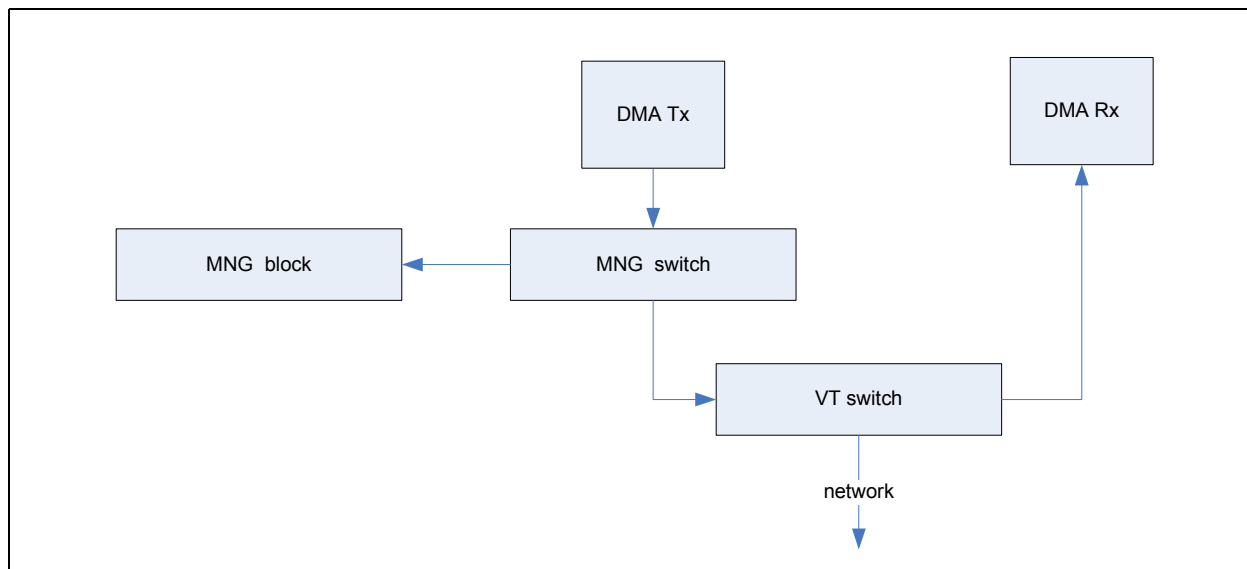 DMA Tx
DMA Rx
MNG block
MNG switch
VT switch
network